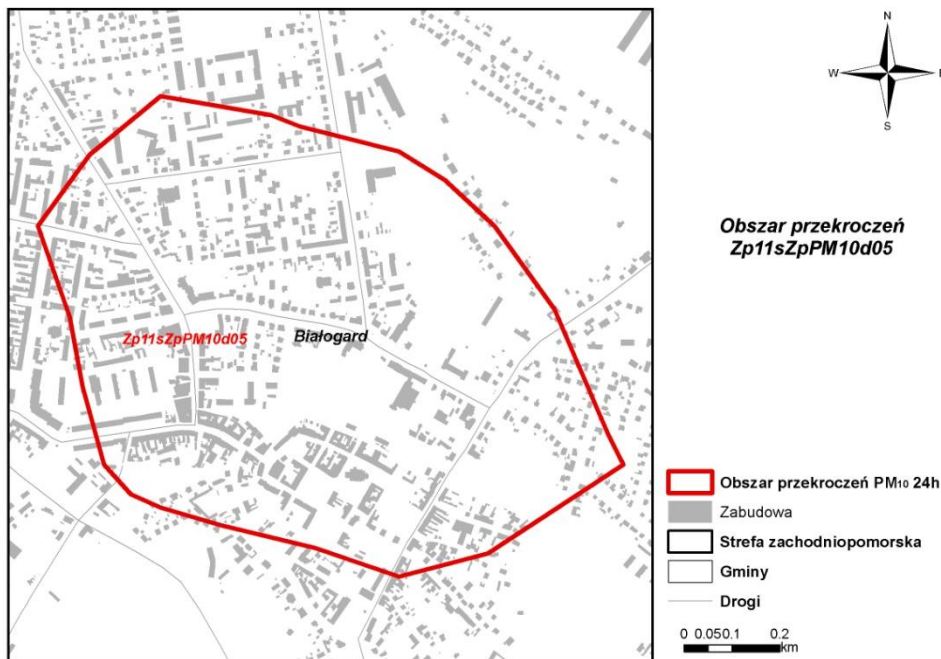 N
W E
S
Obszar przekroczeń
Zp11sZpPM10d05
Zp11sZpPM10d05
Białogard
Obszar przekroczeń PM10 24h
Zabudowa
Strefa zachodniopomorska
Gminy
Drogi
0 0.050.1 0.2
km